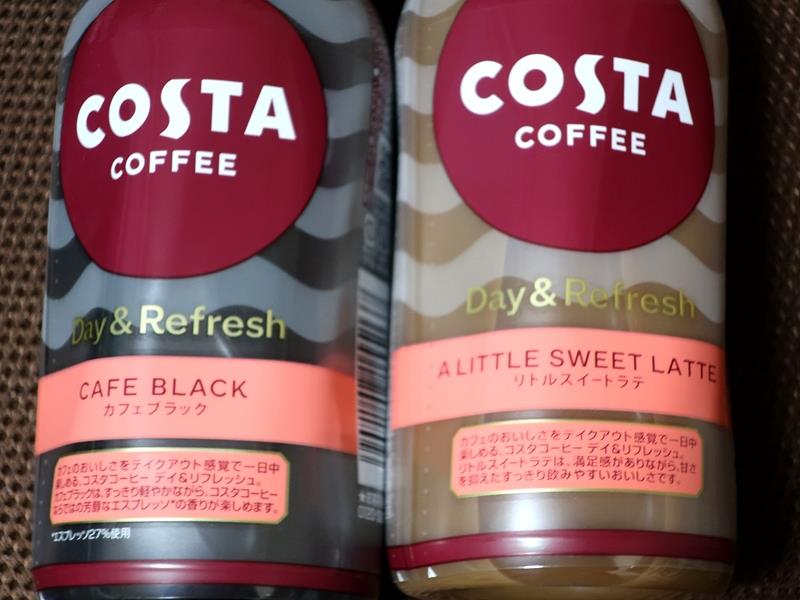 COSTA
COFFEE
Day & Refresh
CAFE BLACK
カフェブラック
カフェのおいしさをテイクアウト感覚で一日中
楽しめる、コスタコーヒー デイ&リフレッシュ。
カフェブラックは、すっきり軽やかながら、コスタコーヒー
ならではの芳醇なエスプレッソ*の香りが楽しめます。
*エスプレッソ27%使用
COSTA
COFFEE
Day & Refresh
A LITTLE SWEET LATTE
リトルスイートラテ
カフェのおいしさをテイクアウト感覚で一日中
楽しめる、コスタコーヒー デイ&リフレッシュ。
リトルスイートラテは、満足感がありながら、甘さ
を抑えたすっきり飲みやすいおいしさです。